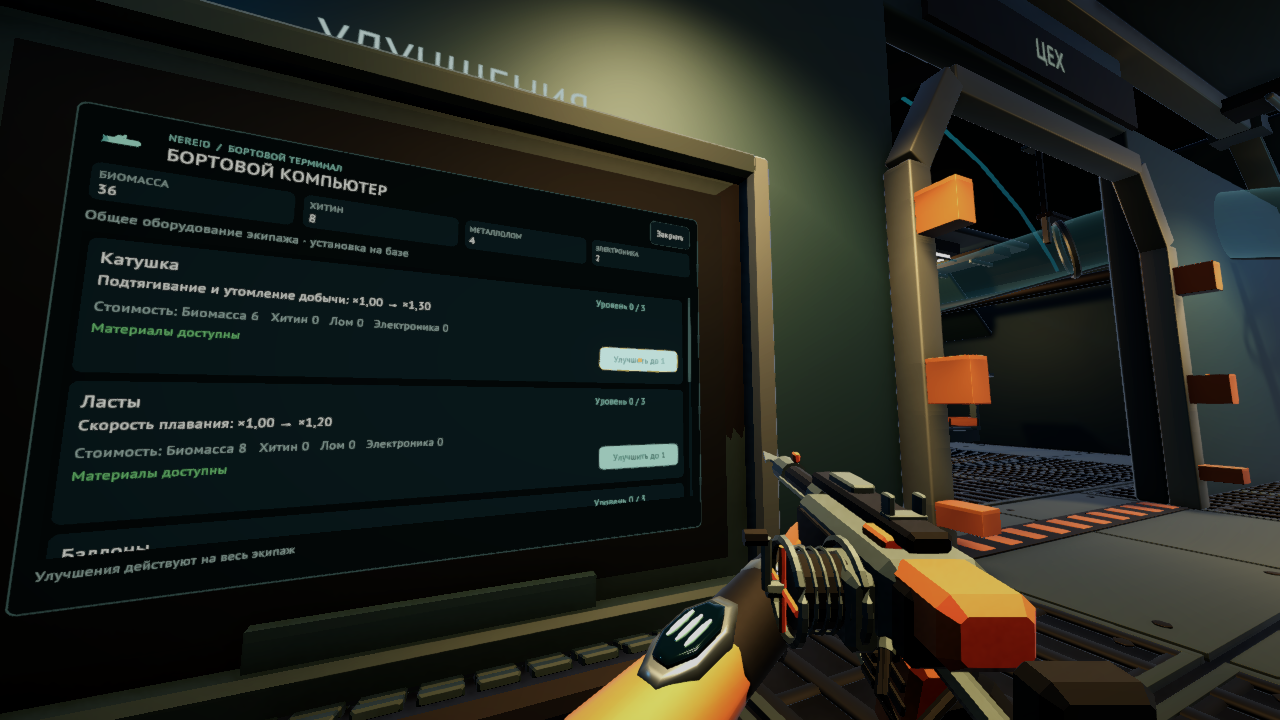 УЛУЧШЕНИЯ
ЦЕХ
NEREID / БОРТОВОЙ ТЕРМИНАЛ
БОРТОВОЙ КОМПЬЮТЕР
БИОМАССА
36
ХИТИН
8
МЕТАЛЛОЛОМ
4
ЭЛЕКТРОНИКА
2
Закрыть
Общее оборудование экипажа · установка на базе
Катушка
Уровень 0 / 3
Подтягивание и утомление добычи: ×1,00 → ×1,30
Стоимость: Биомасса 6 Хитин 0 Лом 0 Электроника 0
Материалы доступны
Улучшить до 1
Ласты
Уровень 0 / 3
Скорость плавания: ×1,00 → ×1,20
Стоимость: Биомасса 8 Хитин 0 Лом 0 Электроника 0
Материалы доступны
Улучшить до 1
Баллоны
Уровень 0 / 3
Улучшения действуют на весь экипаж